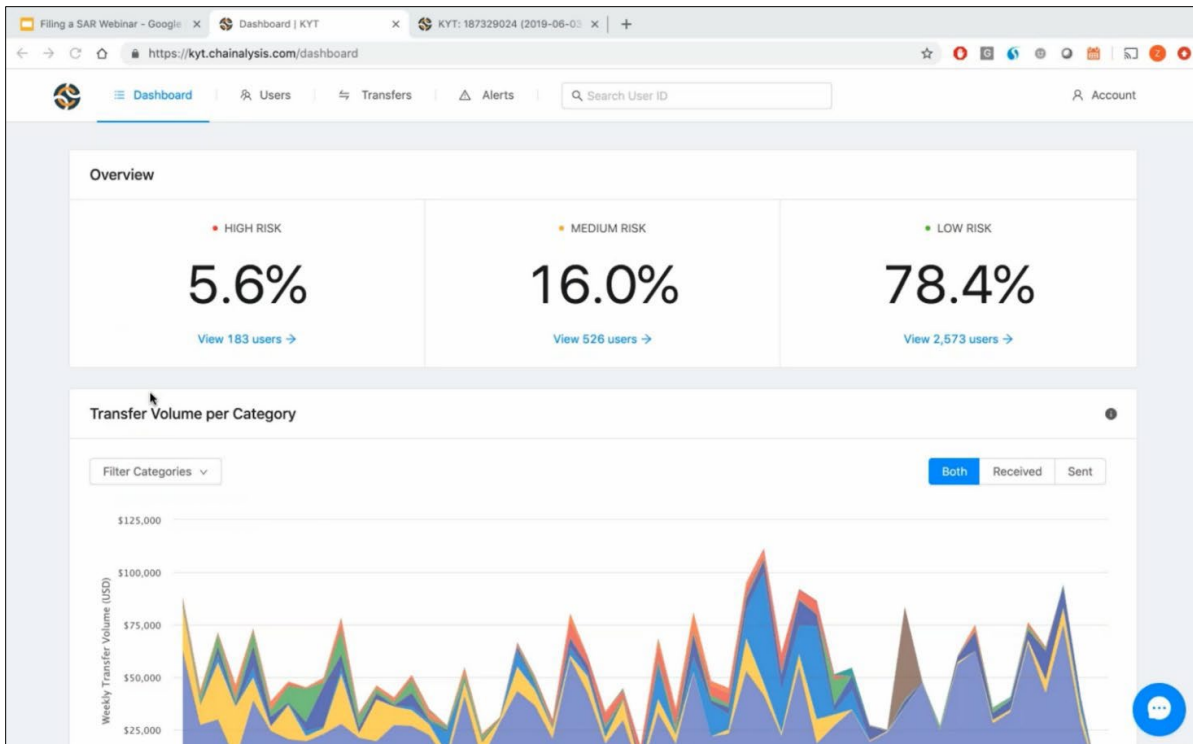 Filing a SAR Webinar - Google
Dashboard | KYT
KYT: 187329024 (2019-06-03
https://kyt.chainalysis.com/dashboard
Dashboard
Users
Transfers
Alerts
Search User ID
Account
Overview
HIGH RISK
MEDIUM RISK
LOW RISK
5.6%
16.0%
78.4%
View 183 users →
View 526 users →
View 2,573 users →
Transfer Volume per Category
Filter Categories
Both
Received
Sent
Weekly Transfer Volume (USD)
$125,000
$100,000
$75,000
$50,000
$25,000